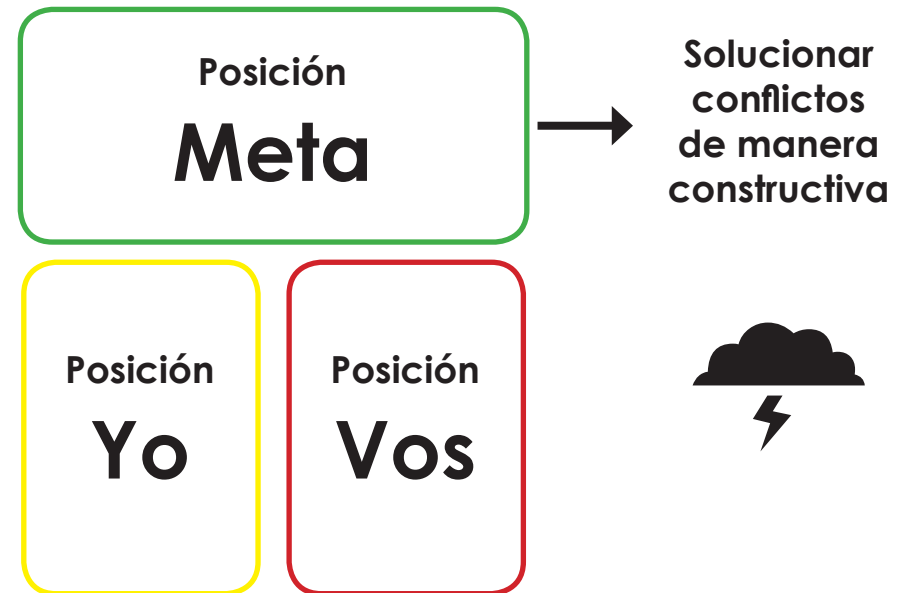 Posición
Meta
Solucionar
conflictos
de manera
constructiva
Posición
Yo
Posición
Vos